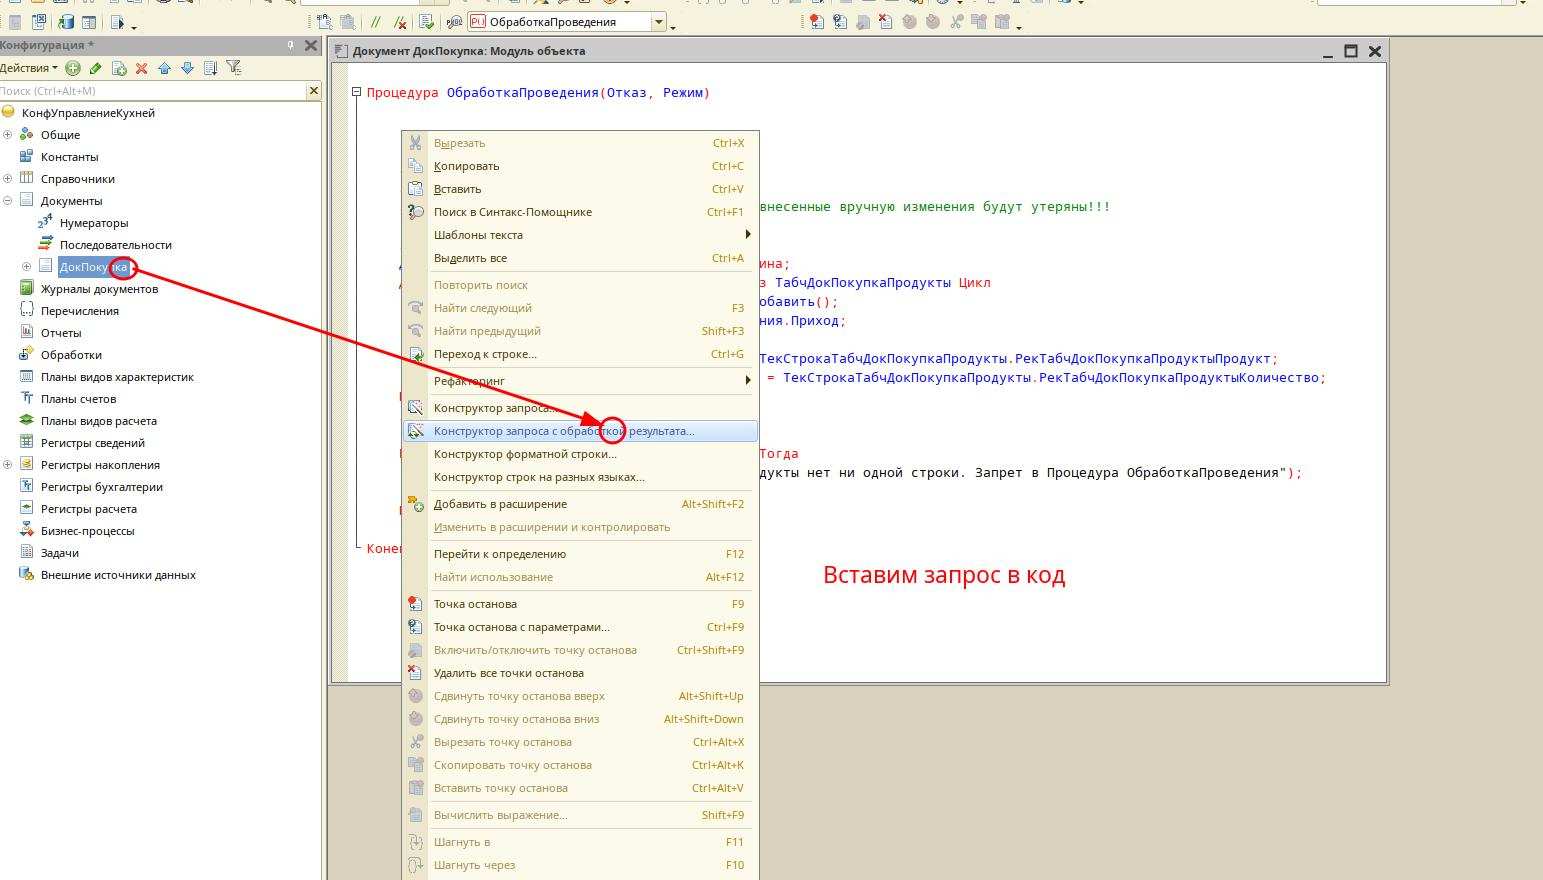 ОбработкаПроведения
Конфигурация *
Действия
Поиск (Ctrl+Alt+M)
КонфУправлениеКухней
Общие
Константы
Справочники
Документы
Нумераторы
Последовательности
ДокПокупка
Журналы документов
Перечисления
Отчеты
Обработки
Планы видов характеристик
Планы счетов
Планы видов расчета
Регистры сведений
Регистры накопления
Регистры бухгалтерии
Регистры расчета
Бизнес-процессы
Задачи
Внешние источники данных
Документ ДокПокупка: Модуль объекта
Процедура ОбработкаПроведения(Отказ, Режим)
внесенные вручную изменения будут утеряны!!!
ТабчДокПокупкаПродукты Цикл
.Приход;
ТекСтрокаТабчДокПокупкаПродукты.РекТабчДокПокупкаПродуктыПродукт;
= ТекСтрокаТабчДокПокупкаПродукты.РекТабчДокПокупкаПродуктыКоличество;
Тогда
нет ни одной строки. Запрет в Процедура ОбработкаПроведения");
Вырезать Ctrl+X
Копировать Ctrl+C
Вставить Ctrl+V
Поиск в Синтакс-Помощнике Ctrl+F1
Шаблоны текста
Выделить все Ctrl+A
Повторить поиск
Найти следующий F3
Найти предыдущий Shift+F3
Переход к строке... Ctrl+G
Рефакторинг
Конструктор запроса...
Конструктор запроса с обработкой результата...
Конструктор форматной строки...
Конструктор строк на разных языках...
Добавить в расширение Alt+Shift+F2
Изменить в расширении и контролировать
Перейти к определению F12
Найти использование Alt+F12
Точка останова F9
Точка останова с параметрами... Ctrl+F9
Включить/отключить точку останова Ctrl+Shift+F9
Удалить все точки останова
Сдвинуть точку останова вверх Alt+Shift+Up
Сдвинуть точку останова вниз Alt+Shift+Down
Вырезать точку останова Ctrl+Alt+X
Скопировать точку останова Ctrl+Alt+K
Вставить точку останова Ctrl+Alt+V
Вычислить выражение... Shift+F9
Шагнуть в F11
Шагнуть через F10
Вставим запрос в код